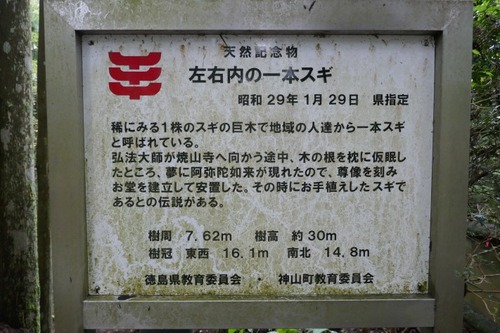 天然記念物
左右内の一本スギ
昭和 29年 1月 29日 県指定
稀にみる1株のスギの巨木で地域の人達から一本スギ
と呼ばれている。
弘法大師が焼山寺へ向かう途中、木の根を枕に仮眠し
たところ、夢に阿弥陀如来が現れたので、尊像を刻み
お堂を建立して安置した。その時にお手植えしたスギで
あるとの伝説がある。
樹周 7.62m 樹高 約30m
樹冠 東西 16.1m 南北 14.8m
徳島県教育委員会 ・ 神山町教育委員会